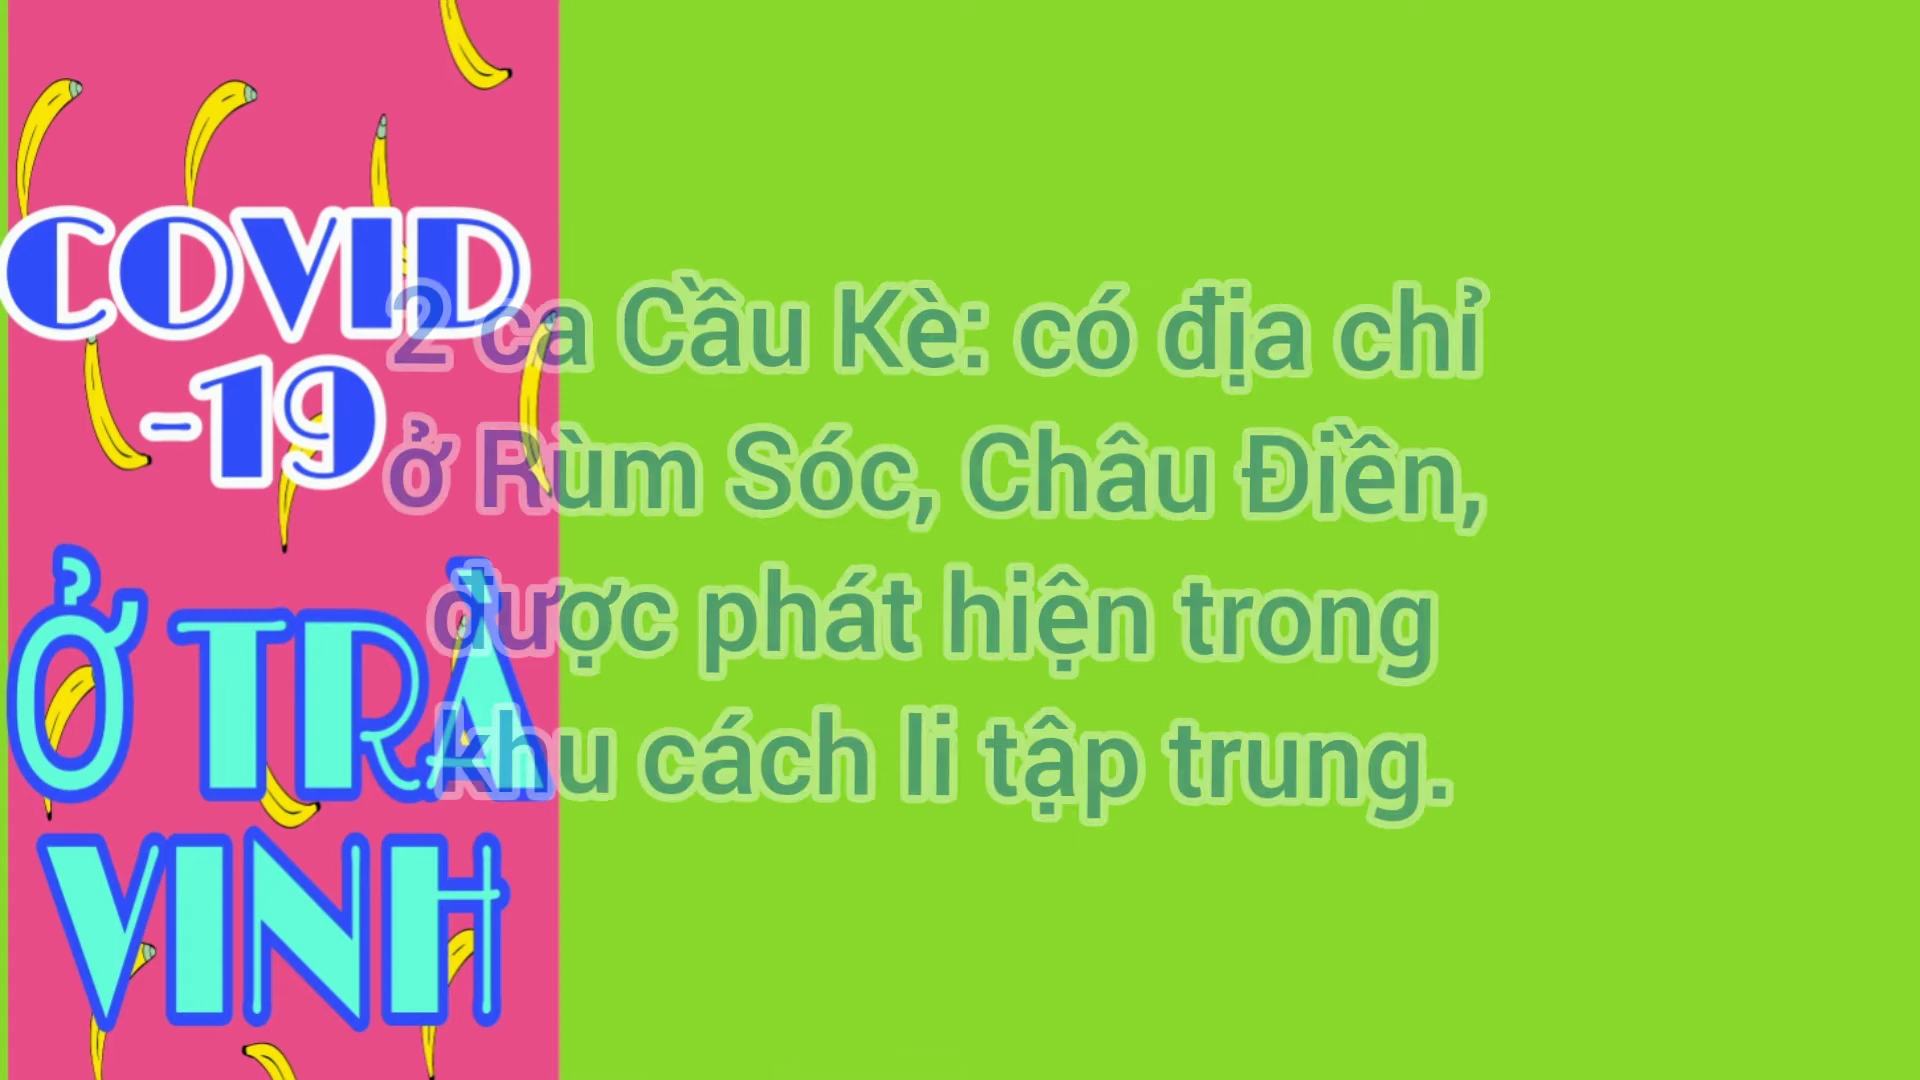 COVID
-19
Ở TRÀ
VINH
2 ca Cầu Kè: có địa chỉ
ở Rùm Sóc, Châu Điền,
được phát hiện trong
khu cách li tập trung.